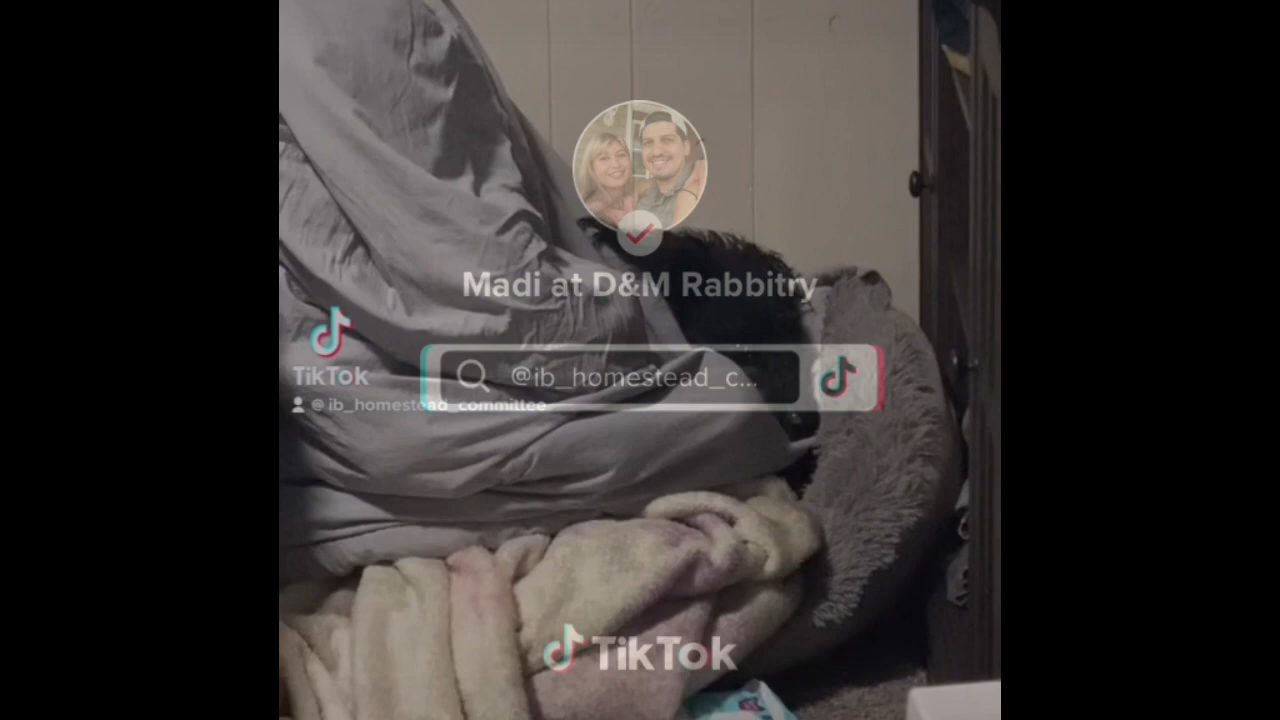 Madi at D&M Rabbitry
TikTok
@ib_homestead_c...
@ib_homestead_committee
TikTok